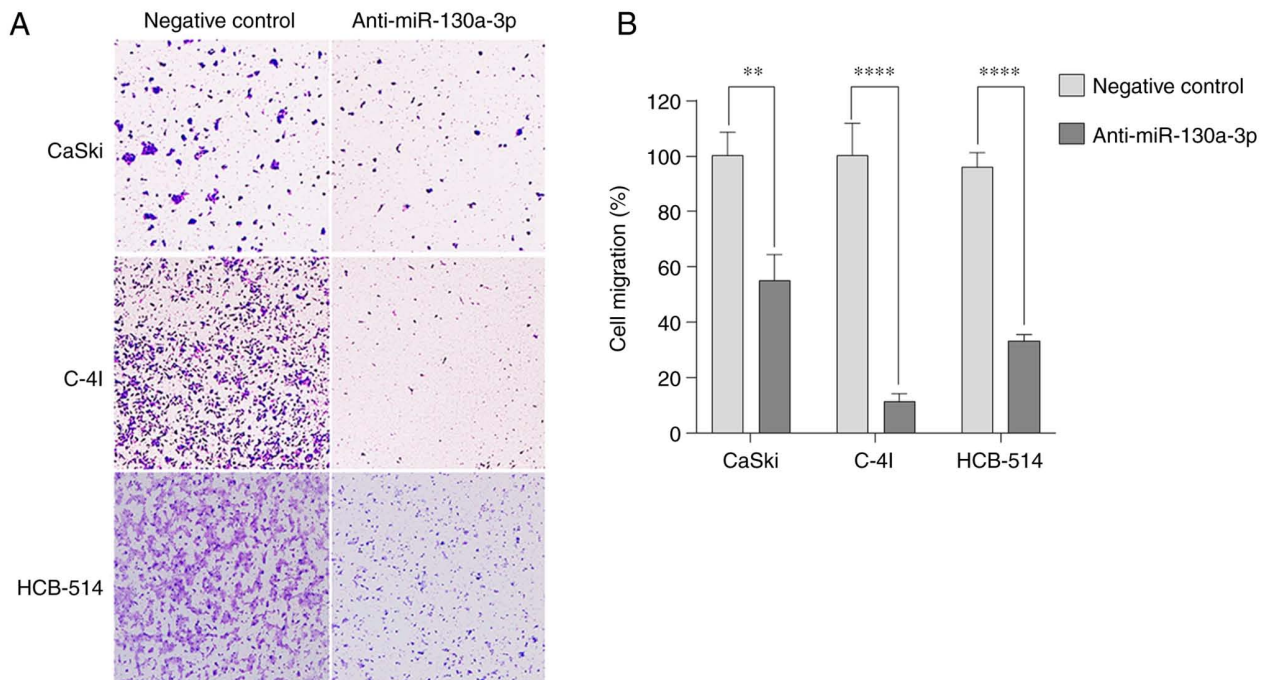 A
Negative control
Anti-miR-130a-3p
CaSki
C-4I
HCB-514
B
** **** ****
Negative control
Anti-miR-130a-3p
Cell migration (%)
120
100
80
60
40
20
0
CaSki C-4I HCB-514